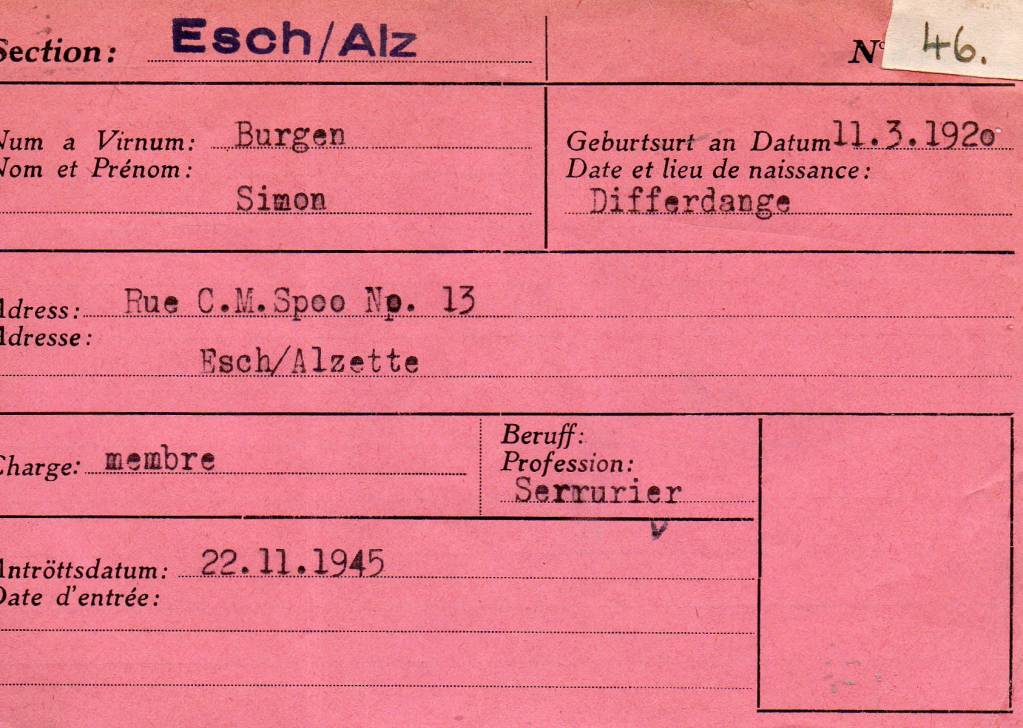 Section: Esch/Alz N° 46.
Num a Virnum: Burgen
Nom et Prénom:
Simon
Geburtsurt an Datum 11.3.1920
Date et lieu de naissance:
Differdange
Adress: Rue C.M.Spoo No. 13
Adresse:
Esch/Alzette
Charge: membre
Beruff:
Profession:
Serrurier
Antröttsdatum: 22.11.1945
Date d'entrée: